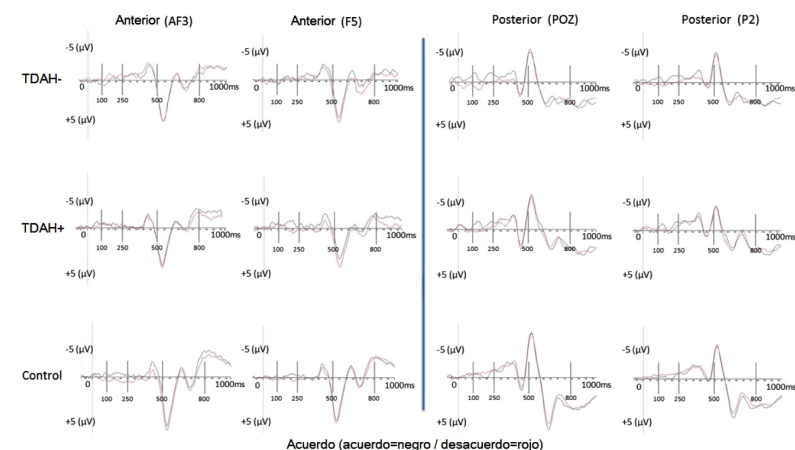 Anterior (AF3) Anterior (F5) Posterior (POZ) Posterior (P2)
-5 (µV) -5 (µV) -5 (µV) -5 (µV)
TDAH-
0 1000ms 0 1000ms 0 1000ms 0 1000ms
100 250 500 800 100 250 500 800 100 250 500 800 100 250 500 800
+5 (µV) +5 (µV) +5 (µV) +5 (µV)
-5 (µV) -5 (µV) -5 (µV) -5 (µV)
TDAH+
0 1000ms 0 1000ms 0 1000ms 0 1000ms
100 250 500 800 100 250 500 800 100 250 500 800 100 250 500 800
+5 (µV) +5 (µV) +5 (µV) +5 (µV)
-5 (µV) -5 (µV) -5 (µV) -5 (µV)
Control
0 1000ms 0 1000ms 0 1000ms 0 1000ms
100 250 500 800 100 250 500 800 100 250 500 800 100 250 500 800
+5 (µV) +5 (µV) +5 (µV) +5 (µV)
Acuerdo (acuerdo=negro / desacuerdo=rojo)